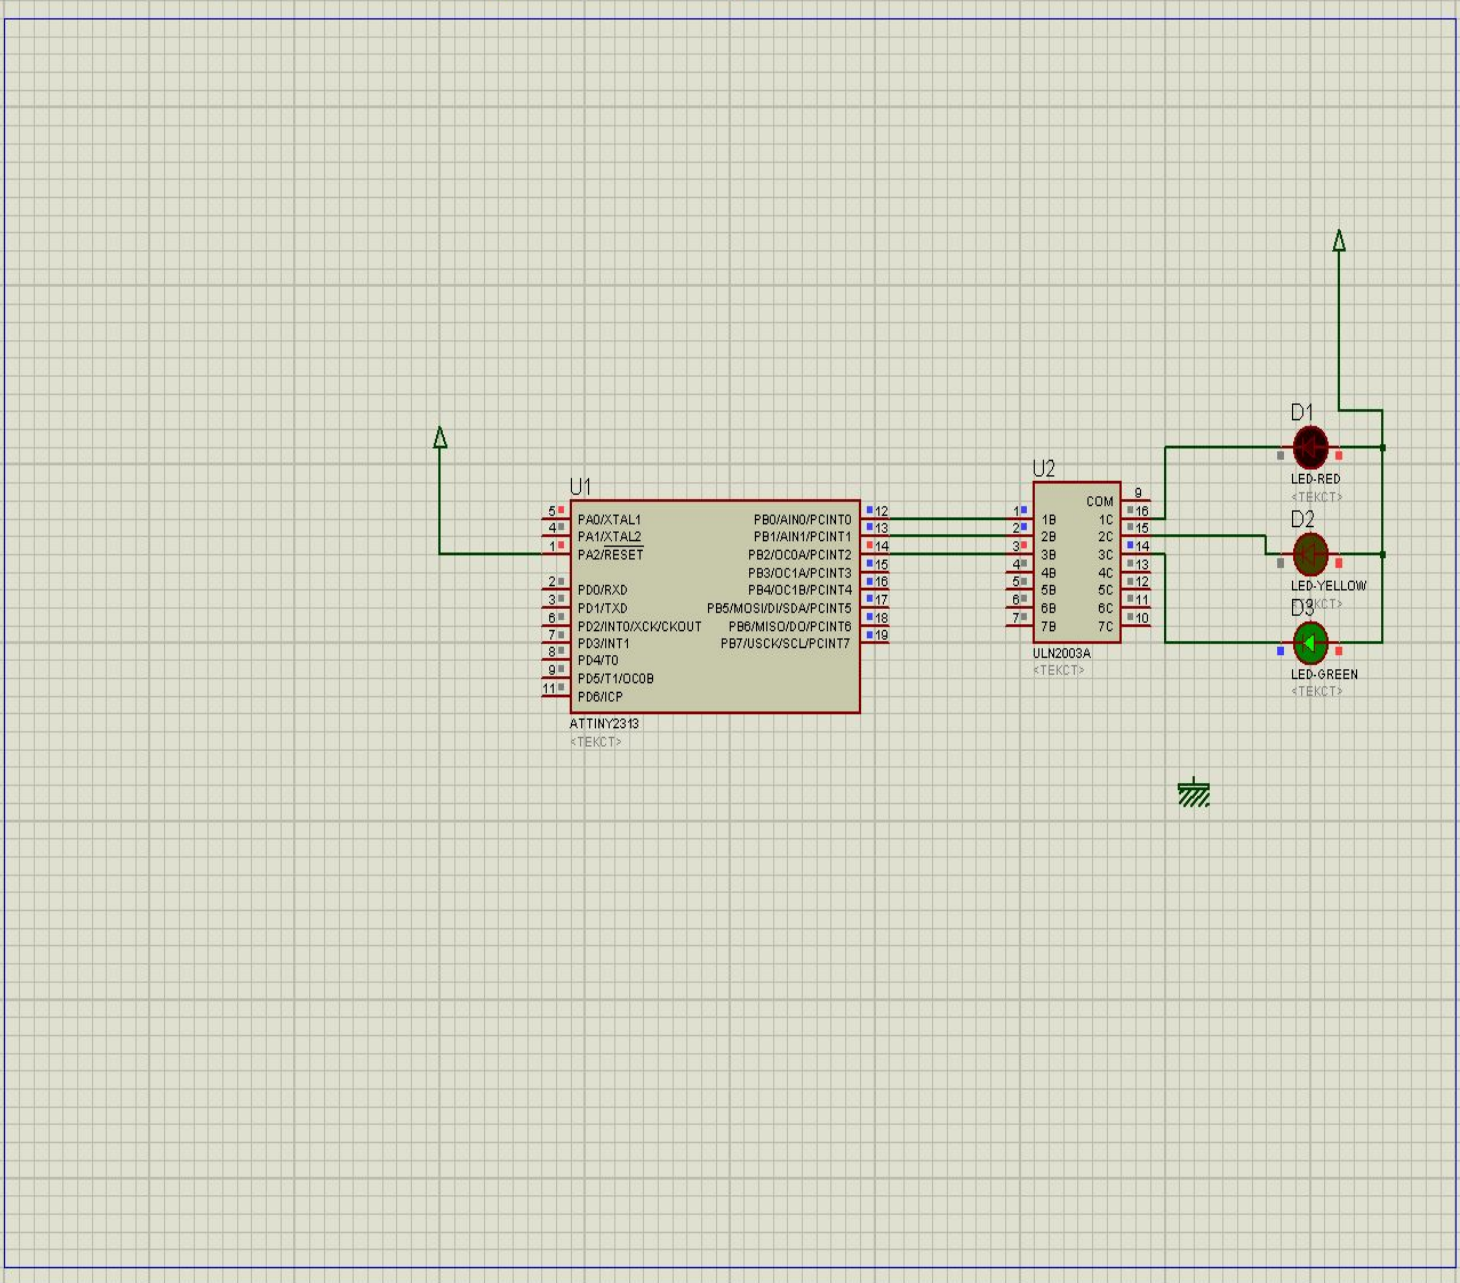 D1
LED-RED
<ТЕКСТ>
D2
LED-YELLOW
<ТЕКСТ>
D3
LED-GREEN
<ТЕКСТ>
U1
5 PA0/XTAL1
4 PA1/XTAL2
1 PA2/RESET
2 PD0/RXD
3 PD1/TXD
6 PD2/INT0/XCK/CKOUT
7 PD3/INT1
8 PD4/T0
9 PD5/T1/OC0B
11 PD6/ICP
PB0/AIN0/PCINT0 12
PB1/AIN1/PCINT1 13
PB2/OC0A/PCINT2 14
PB3/OC1A/PCINT3 15
PB4/OC1B/PCINT4 16
PB5/MOSI/DI/SDA/PCINT5 17
PB6/MISO/DO/PCINT6 18
PB7/USCK/SCL/PCINT7 19
ATTINY2313
<ТЕКСТ>
U2
COM 9
1 1B 1C 16
2 2B 2C 15
3 3B 3C 14
4 4B 4C 13
5 5B 5C 12
6 6B 6C 11
7 7B 7C 10
ULN2003A
<ТЕКСТ>